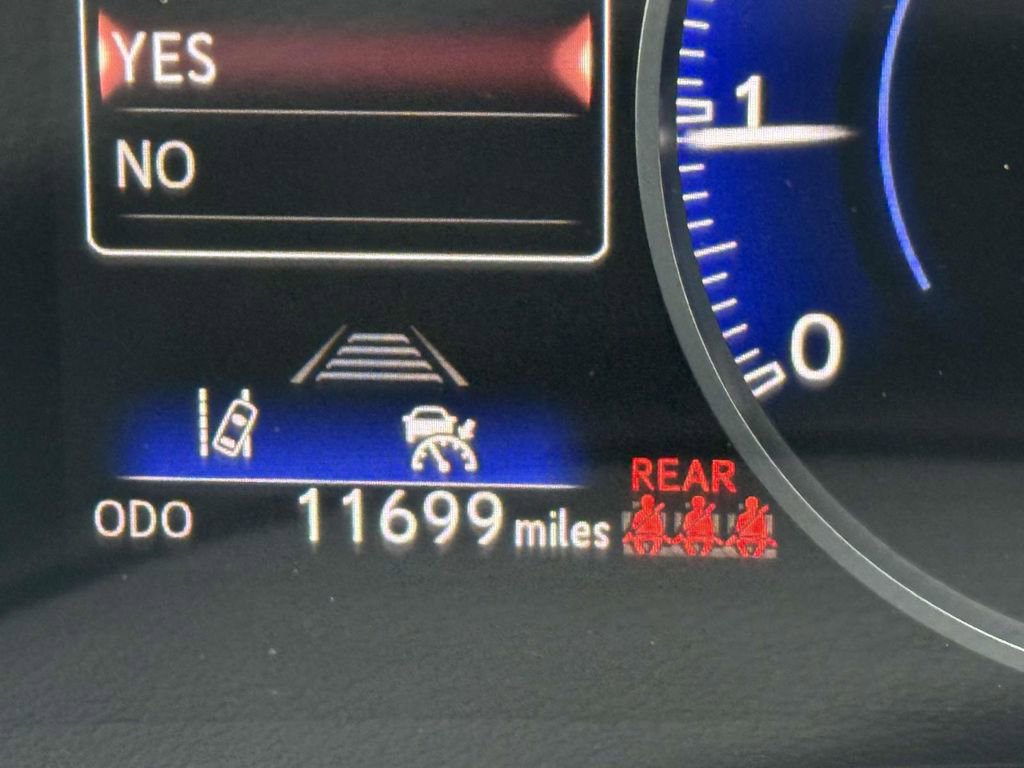 YES
NO
1
0
REAR
ODO 11699 miles